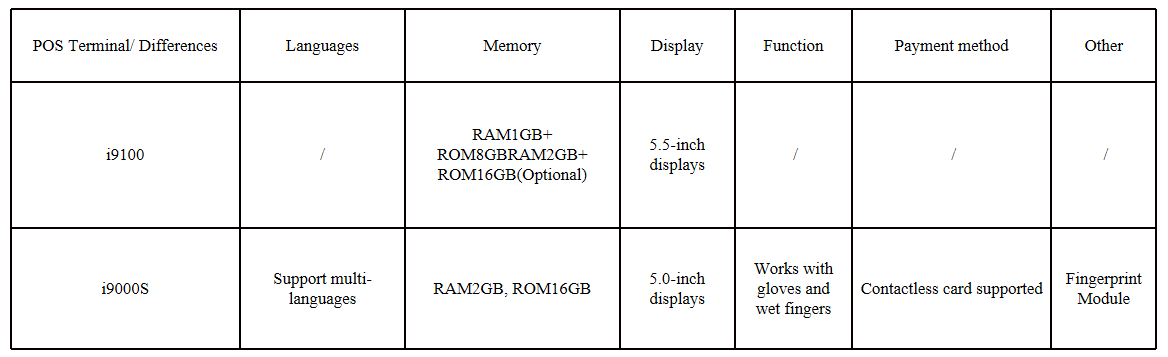 POS Terminal/ Differences
Languages
Memory
Display
Function
Payment method
Other
i9100
/
RAM1GB+
ROM8GBRAM2GB+
ROM16GB(Optional)
5.5-inch
displays
/
/
/
i9000S
Support multi-
languages
RAM2GB, ROM16GB
5.0-inch
displays
Works with
gloves and
wet fingers
Contactless card supported
Fingerprint
Module